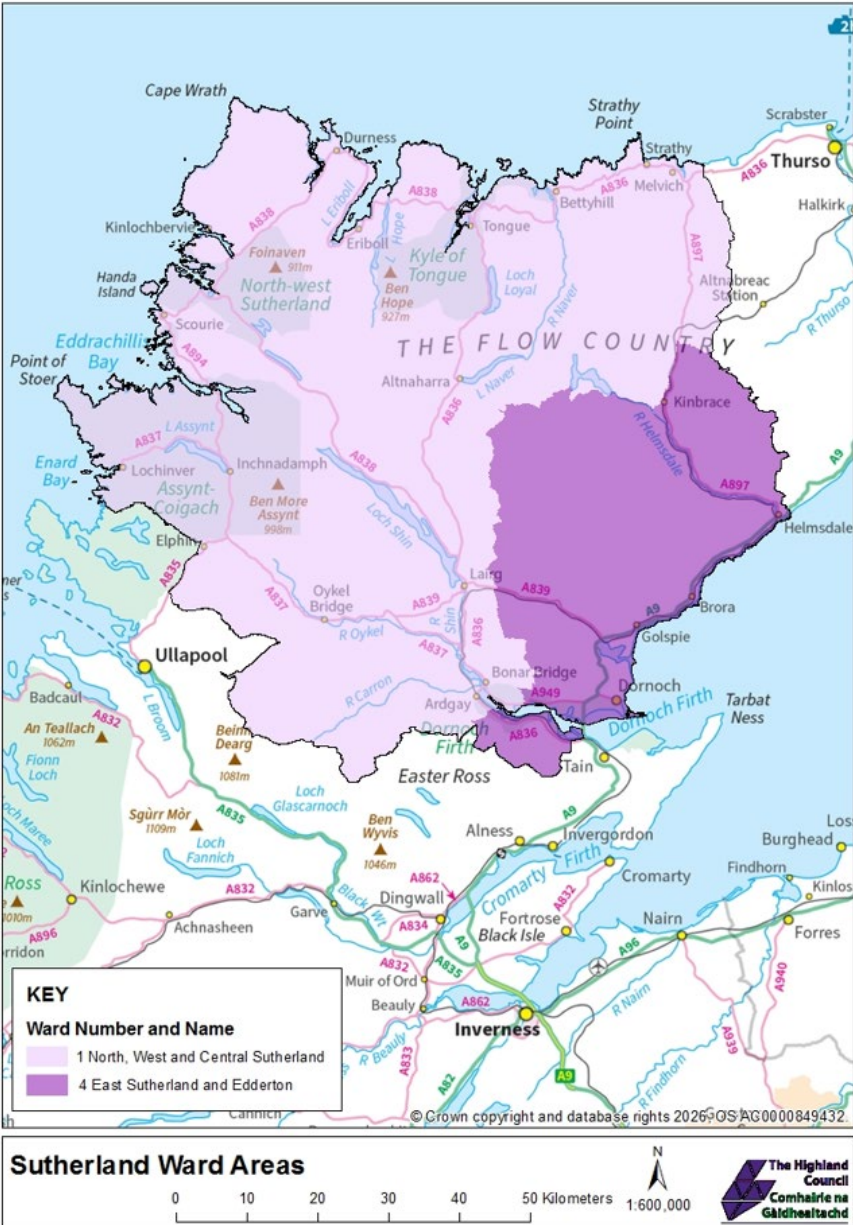 Cape Wrath
Strathy
Point
Scrabster
Durness
Strathy
Thurso
A836
A838
A836
Melvich
Bettyhill
Halkirk
L Eriboll
L Hope
Tongue
A838
Kinlochbervie
Eriboll
A897
Foinaven
911m
Kyle of
Tongue
Handa
Island
North-west
Sutherland
Ben
Hope
927m
Loch
Loyal
R Naver
Altnabreac
Station
R Thurso
Scourie
Eddrachillis
Bay
THE FLOW COUNTRY
Point of
Stoer
A894
Altnaharra
L Naver
A836
Kinbrace
R Helmsdale
A9
L Assynt
A837
Enard
Bay
Lochinver
Inchnadamph
A838
Assynt-
Coigach
Ben More
Assynt
998m
A897
Loch Shin
Helmsdale
Elphin
A835
Lairg
A839
A837
Oykel
Bridge
A839
R Shin
A836
A9
Brora
Golspie
R Oykel
A837
Ullapool
Bonar Bridge
A949
Dornoch
R Carron
Ardgay
Badcaul
L Broom
A832
An Teallach
1062m
Beinn
Dearg
1081m
Dornoch
Firth
A836
Dornoch Firth
Tarbat
Ness
Fionn
Loch
Tain
Easter Ross
Loch Maree
Sgùrr Mòr
1109m
A835
Loch
Glascarnoch
Ben
Wyvis
1046m
A9
Alness
Invergordon
Loch
Fannich
Cromarty Firth
Burghead
Ross
1010m
Kinlochewe
A832
A862
Dingwall
Cromarty
A832
Findhorn
Garve
Black Wr
A834
Fortrose
Black Isle
Nairn
Forres
A896
Achnasheen
A9
A835
A96
A832
Muir of Ord
A940
Beauly
A862
Inverness
R Nairn
R Beauly
A833
A82
A9
R Findhorn
A939
Cannich
KEY
Ward Number and Name
1 North, West and Central Sutherland
4 East Sutherland and Edderton
© Crown copyright and database rights 2026, OS AC0000849432.
Sutherland Ward Areas
0 10 20 30 40 50 Kilometers
N
1:600,000
The Highland
Council
Comhairle na
Gàidhealtachd